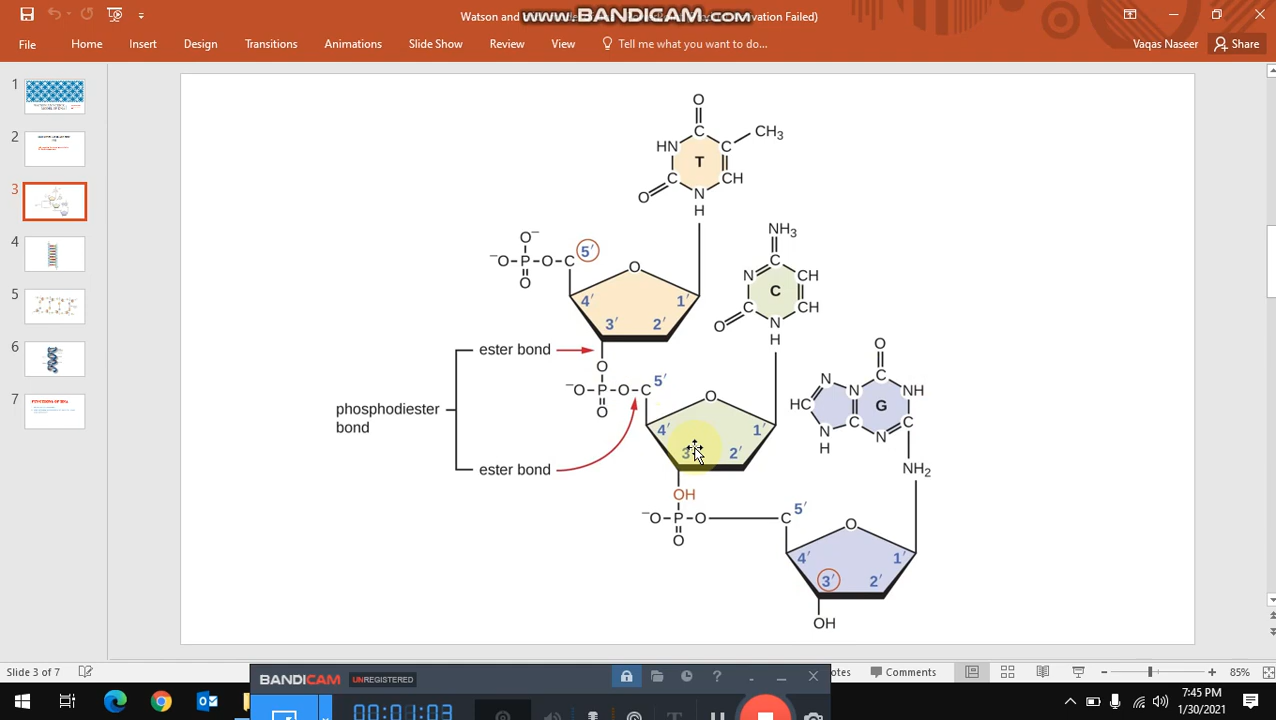 Watson and
www.BANDICAM.com
vation Failed)
File Home Insert Design Transitions Animations Slide Show Review View Tell me what you want to do...
Vaqas Naseer Share
1
2
3
4
5
6
7
O
C
CH3
HN
C
T
C
CH
O
N
H
O−
−O–P–O–C
5′
O
O
4′
1′
3′
2′
NH3
C
N
CH
C
C
CH
O
N
H
phosphodiester
bond
ester bond
ester bond
O
−O–P–O–C
5′
O
O
4′
1′
3
2′
OH
−O–P–O
C
5′
O
O
C
N
N
NH
HC
G
C
C
N
N
H
NH2
O
4′
1′
3′
2′
OH
Slide 3 of 7
otes
Comments
85%
BANDICAM UNREGISTERED
00:01:03
7:45 PM
1/30/2021